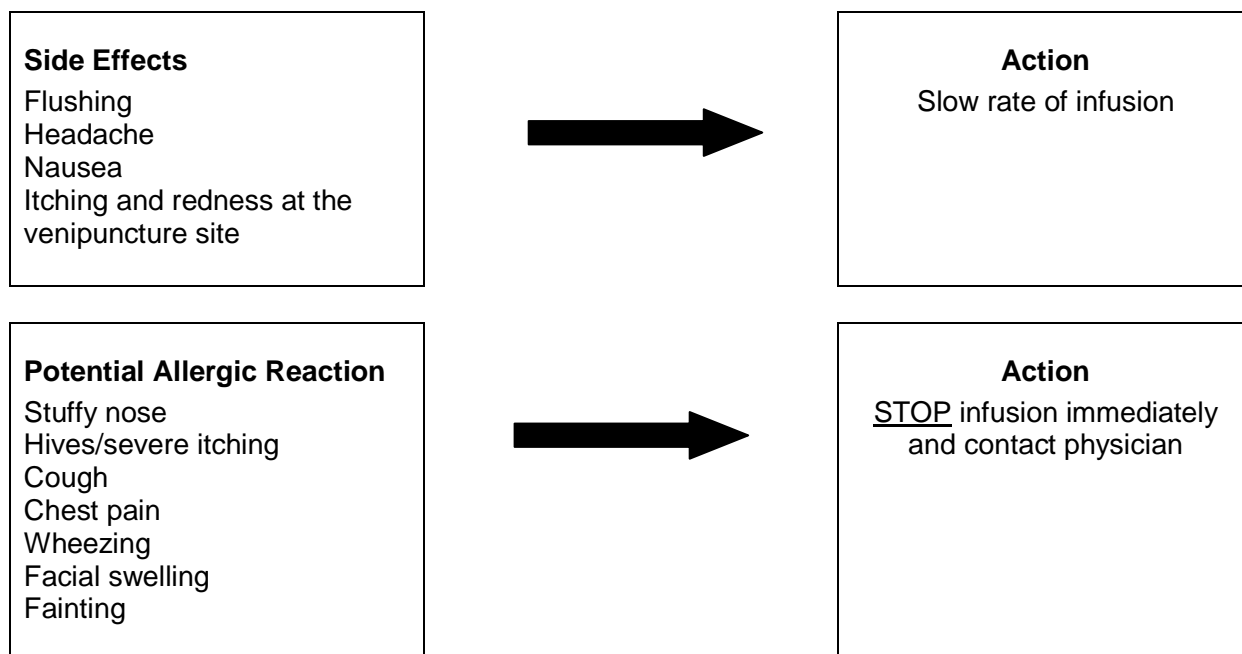 Side Effects
Flushing
Headache
Nausea
Itching and redness at the
venipuncture site
Action
Slow rate of infusion
Potential Allergic Reaction
Stuffy nose
Hives/severe itching
Cough
Chest pain
Wheezing
Facial swelling
Fainting
Action
STOP infusion immediately
and contact physician